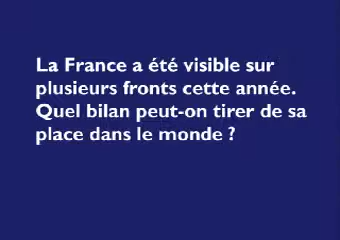 La France a été visible sur
plusieurs fronts cette année.
Quel bilan peut-on tirer de sa
place dans le monde ?